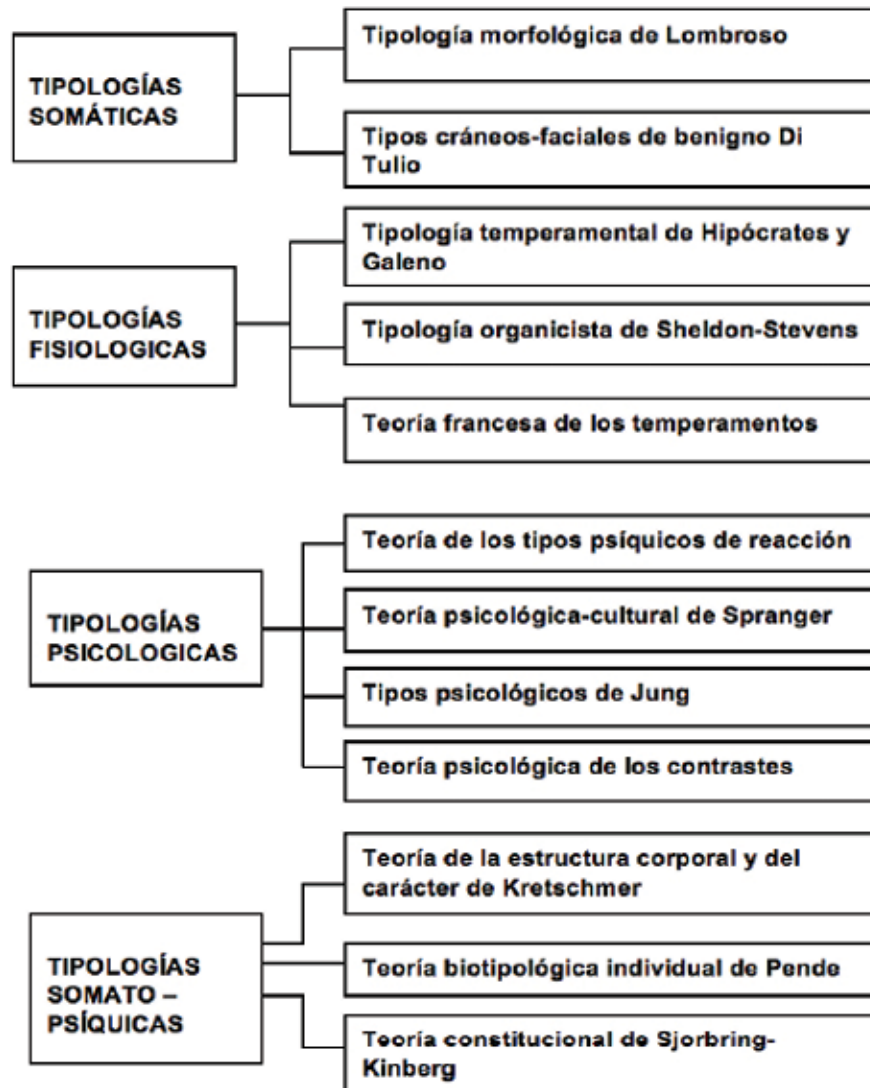 TIPOLOGÍAS
SOMÁTICAS
Tipología morfológica de Lombroso
Tipos cráneos-faciales de benigno Di
Tulio
TIPOLOGÍAS
FISIOLOGICAS
Tipología temperamental de Hipócrates y
Galeno
Tipología organicista de Sheldon-Stevens
Teoría francesa de los temperamentos
TIPOLOGÍAS
PSICOLOGICAS
Teoría de los tipos psíquicos de reacción
Teoría psicológica-cultural de Spranger
Tipos psicológicos de Jung
Teoría psicológica de los contrastes
TIPOLOGÍAS
SOMATO –
PSÍQUICAS
Teoría de la estructura corporal y del
carácter de Kretschmer
Teoría biotipológica individual de Pende
Teoría constitucional de Sjorbring-
Kinberg